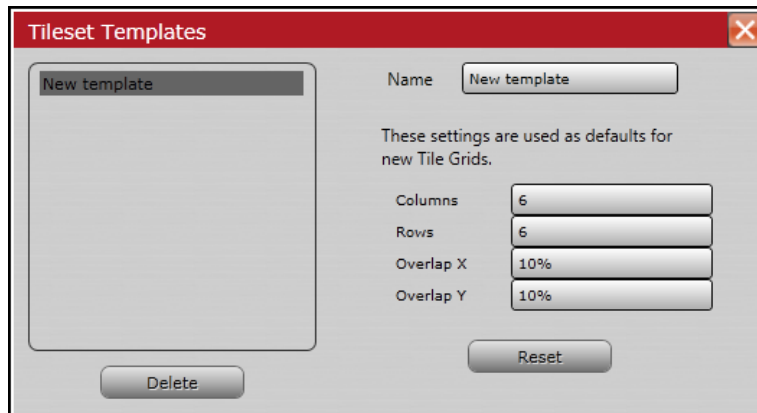 Tileset Templates
New template
Name New template
These settings are used as defaults for
new Tile Grids.
Columns 6
Rows 6
Overlap X 10%
Overlap Y 10%
Reset
Delete